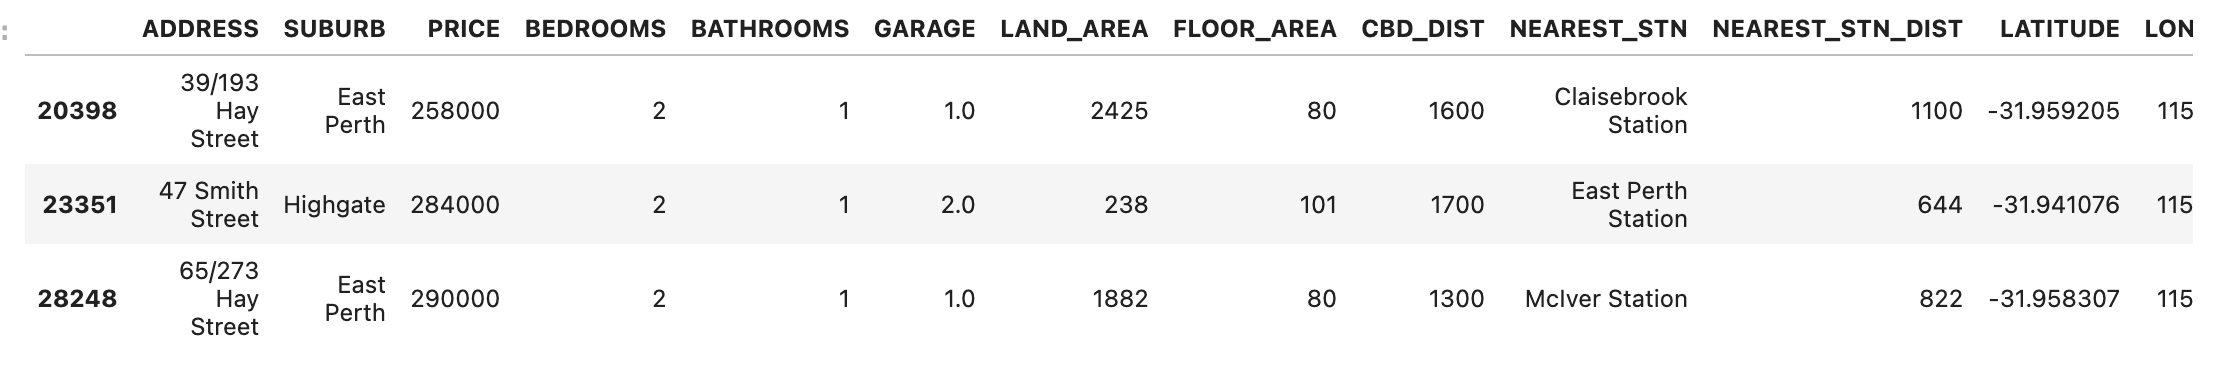 : ADDRESS SUBURB PRICE BEDROOMS BATHROOMS GARAGE LAND_AREA FLOOR_AREA CBD_DIST NEAREST_STN NEAREST_STN_DIST LATITUDE LON
20398 39/193 Hay Street East Perth 258000 2 1 1.0 2425 80 1600 Claisebrook Station 1100 -31.959205 115
23351 47 Smith Street Highgate 284000 2 1 2.0 238 101 1700 East Perth Station 644 -31.941076 115
28248 65/273 Hay Street East Perth 290000 2 1 1.0 1882 80 1300 McIver Station 822 -31.958307 115